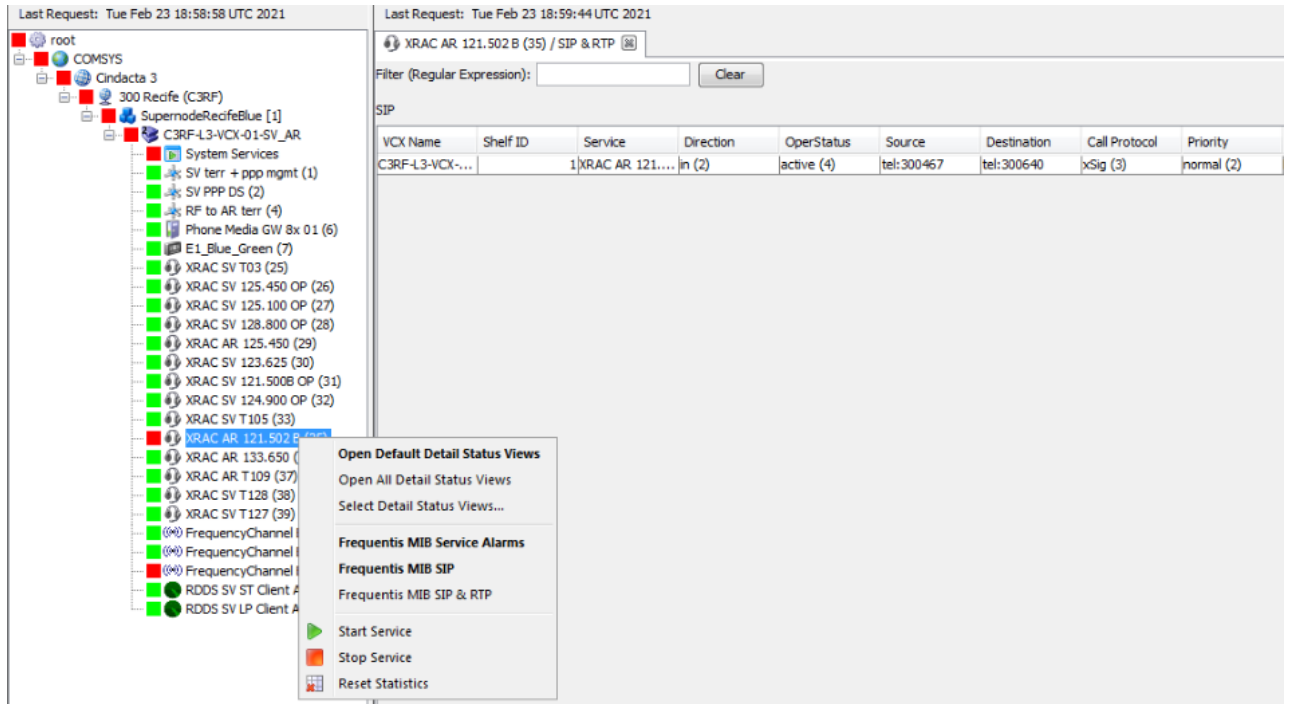 Last Request: Tue Feb 23 18:58:58 UTC 2021
root
COMSYS
Cindacta 3
300 Recife (C3RF)
SupernodeRecifeBlue [1]
C3RF-L3-VCX-01-SV_AR
System Services
SV terr + ppp mgmt (1)
SV PPP DS (2)
RF to AR terr (4)
Phone Media GW 8x 01 (6)
E1_Blue_Green (7)
XRAC SV T03 (25)
XRAC SV 125.450 OP (26)
XRAC SV 125.100 OP (27)
XRAC SV 128.800 OP (28)
XRAC AR 125.450 (29)
XRAC SV 123.625 (30)
XRAC SV 121.500B OP (31)
XRAC SV 124.900 OP (32)
XRAC SV T105 (33)
XRAC AR 121.502 B (35)
XRAC AR 133.650 (
XRAC AR T109 (37)
XRAC SV T128 (38)
XRAC SV T127 (39)
FrequencyChannel
FrequencyChannel
FrequencyChannel
RDDS SV ST Client A
RDDS SV LP Client A
Open Default Detail Status Views
Open All Detail Status Views
Select Detail Status Views...
Frequentis MIB Service Alarms
Frequentis MIB SIP
Frequentis MIB SIP & RTP
Start Service
Stop Service
Reset Statistics
Last Request: Tue Feb 23 18:59:44 UTC 2021
XRAC AR 121.502 B (35) / SIP & RTP
Filter (Regular Expression): Clear
SIP
VCX Name Shelf ID Service Direction OperStatus Source Destination Call Protocol Priority
C3RF-L3-VCX-... 1 XRAC AR 121.... in (2) active (4) tel:300467 tel:300640 xSig (3) normal (2)